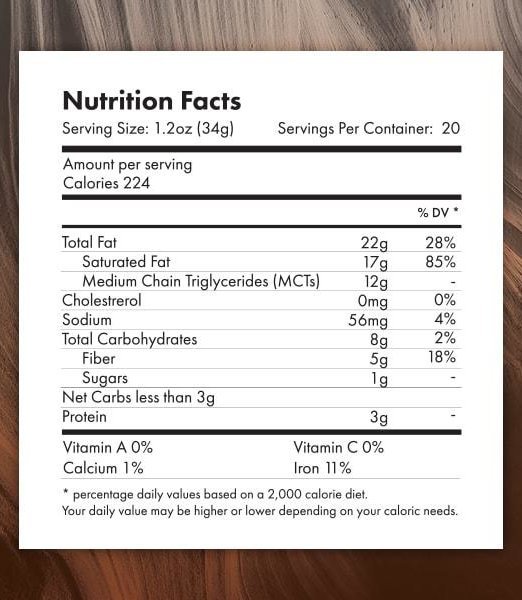 Nutrition Facts
Serving Size: 1.2oz (34g) Servings Per Container: 20
Amount per serving
Calories 224
% DV *
Total Fat 22g 28%
Saturated Fat 17g 85%
Medium Chain Triglycerides (MCTs) 12g -
Cholestrerol 0mg 0%
Sodium 56mg 4%
Total Carbohydrates 8g 2%
Fiber 5g 18%
Sugars 1g -
Net Carbs less than 3g
Protein 3g -
Vitamin A 0% Vitamin C 0%
Calcium 1% Iron 11%
* percentage daily values based on a 2,000 calorie diet.
Your daily value may be higher or lower depending on your caloric needs.